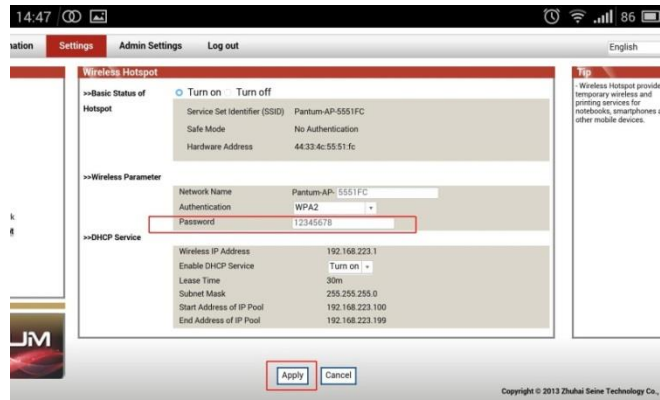 14:47
86
nation Settings Admin Settings Log out English
Wireless Hotspot
>>Basic Status of Hotspot
Turn on Turn off
Service Set Identifier (SSID) Pantum-AP-5551FC
Safe Mode No Authentication
Hardware Address 44:33:4c:55:51:fc
>>Wireless Parameter
Network Name Pantum-AP- 5551FC
Authentication WPA2
Password 12345678
>>DHCP Service
Wireless IP Address 192.168.223.1
Enable DHCP Service Turn on
Lease Time 30m
Subnet Mask 255.255.255.0
Start Address of IP Pool 192.168.223.100
End Address of IP Pool 192.168.223.199
Apply Cancel
Tip
- Wireless Hotspot provide
temporary wireless and
printing services for
notebooks, smartphones a
other mobile devices.
UM
Copyright © 2013 Zhuhai Seine Technology Co.,